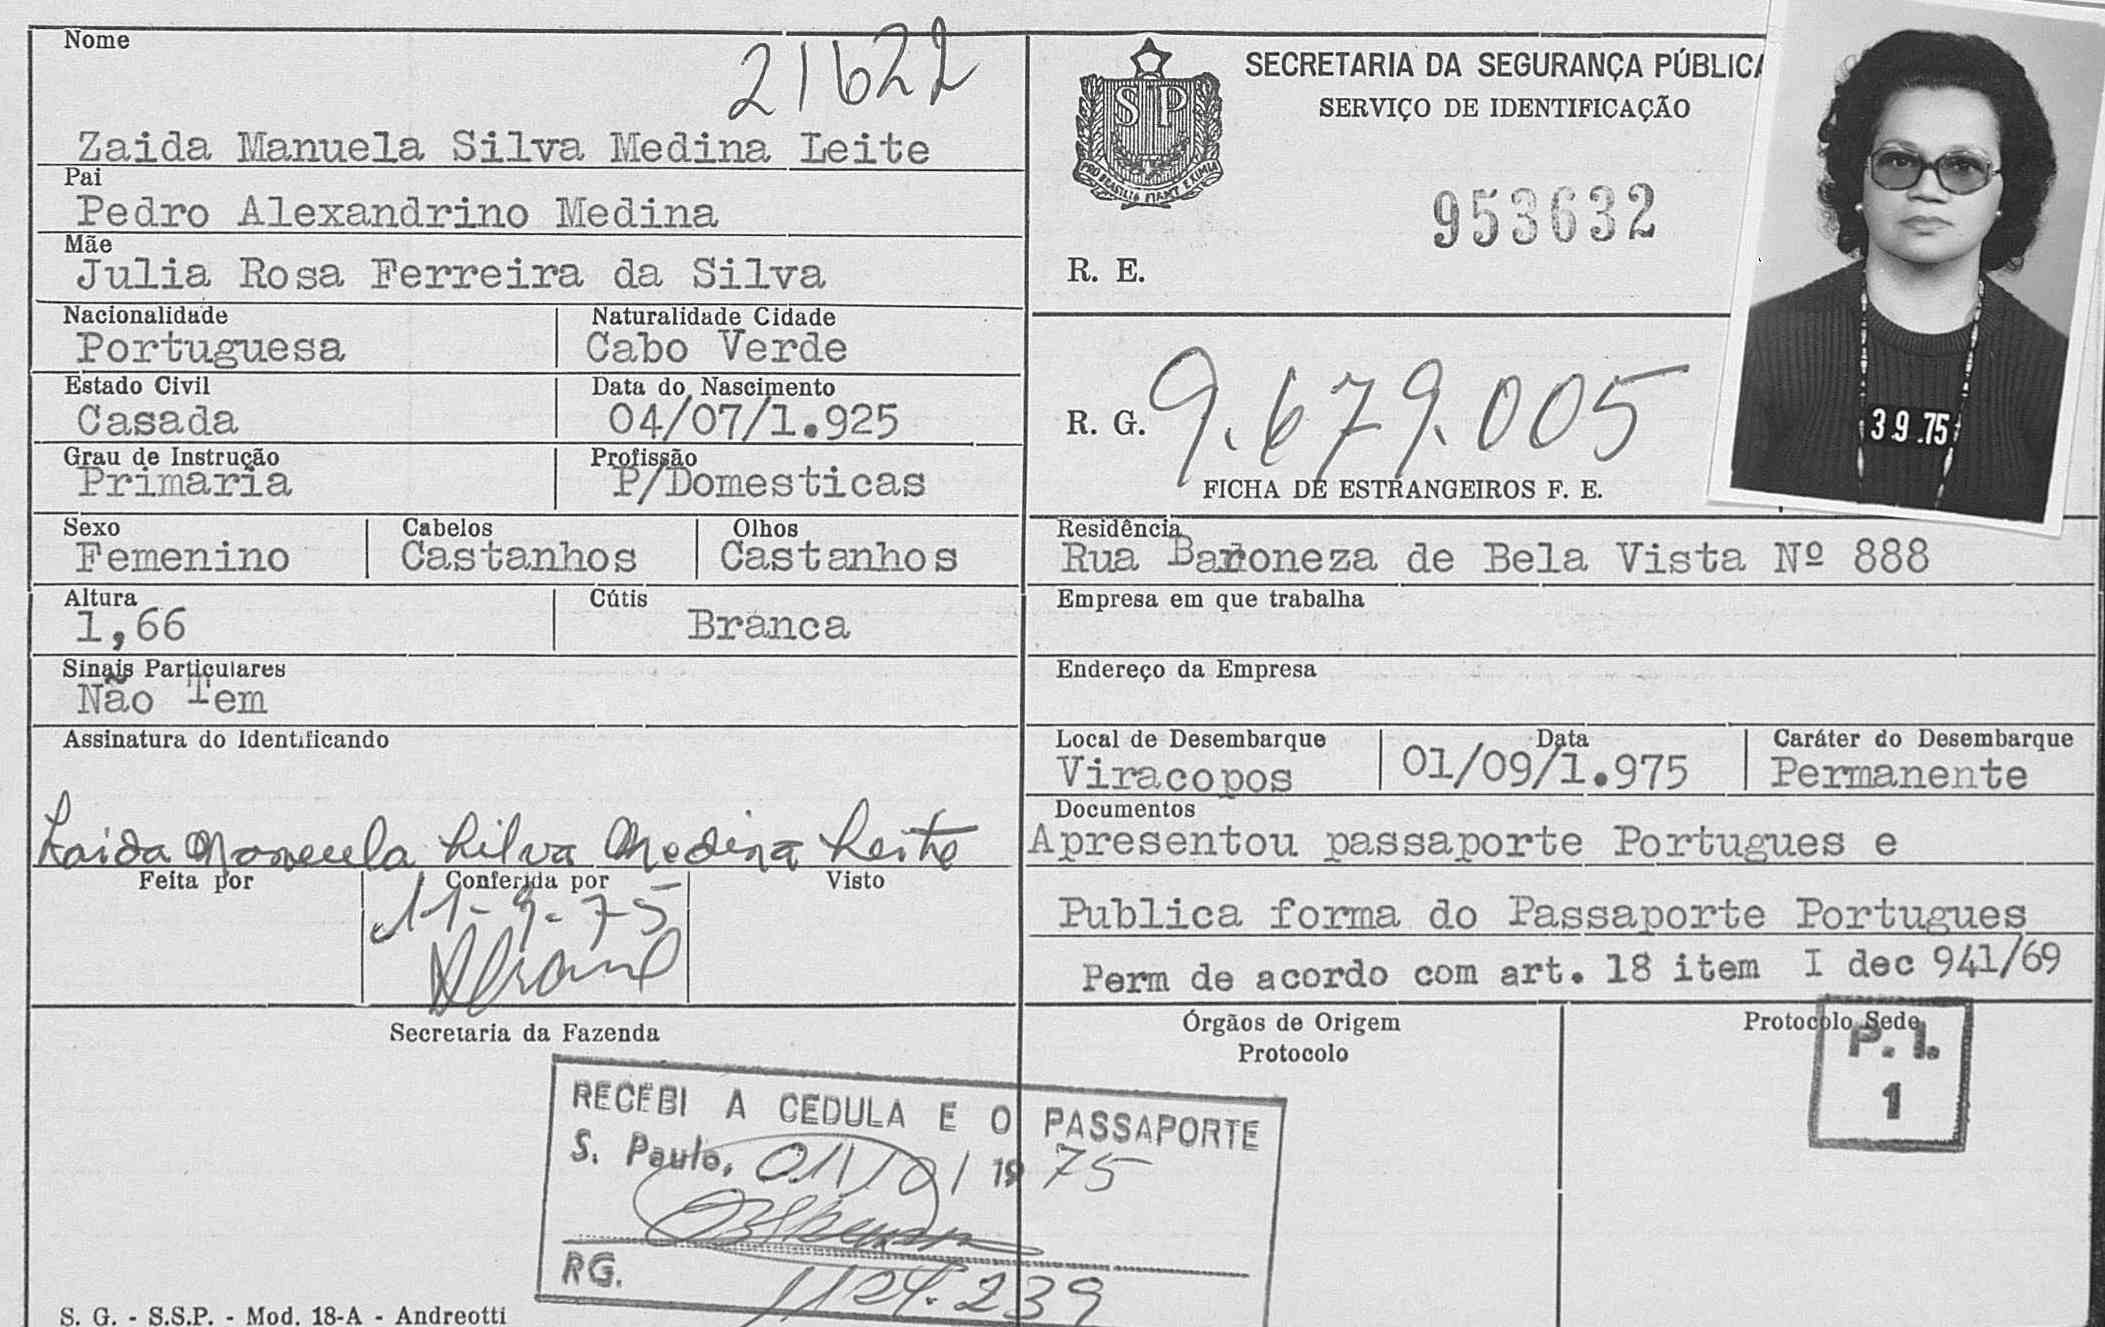 Nome
21622
Zaida Manuela Silva Medina Leite
Pai
Pedro Alexandrino Medina
Mãe
Julia Rosa Ferreira da Silva
Nacionalidade
Portuguesa
Naturalidade Cidade
Cabo Verde
Estado Civil
Casada
Data do Nascimento
04/07/1.925
Grau de Instrução
Primaria
Profissão
P/Domesticas
Sexo
Femenino
Cabelos
Castanhos
Olhos
Castanhos
Altura
1,66
Cútis
Branca
Sinais Particulares
Não Tem
Assinatura do Identificando
Zaida Manuela Silva Medina Leite
Feita por
Conferida por
11-9-75
Visto
SECRETARIA DA SEGURANÇA PÚBLICA
SERVIÇO DE IDENTIFICAÇÃO
SP
PRO BRASILIA FIANT EXIMIA
953632
R. E.
R. G. 9.679.005
FICHA DE ESTRANGEIROS F. E.
3 9 .75
Residência
Rua Baroneza de Bela Vista Nº 888
Empresa em que trabalha
Endereço da Empresa
Local de Desembarque
Viracopos
Data
01/09/1.975
Caráter do Desembarque
Permanente
Documentos
Apresentou passaporte Portugues e
Publica forma do Passaporte Portugues
Perm de acordo com art. 18 item I dec 941/69
Secretaria da Fazenda
Órgãos de Origem
Protocolo
Protocolo Sede
P. I.
1
RECEBI A CEDULA E O PASSAPORTE
S. Paulo, 01/10/1975
RG. 1124.239
S. G. - S.S.P. - Mod. 18-A - Andreotti